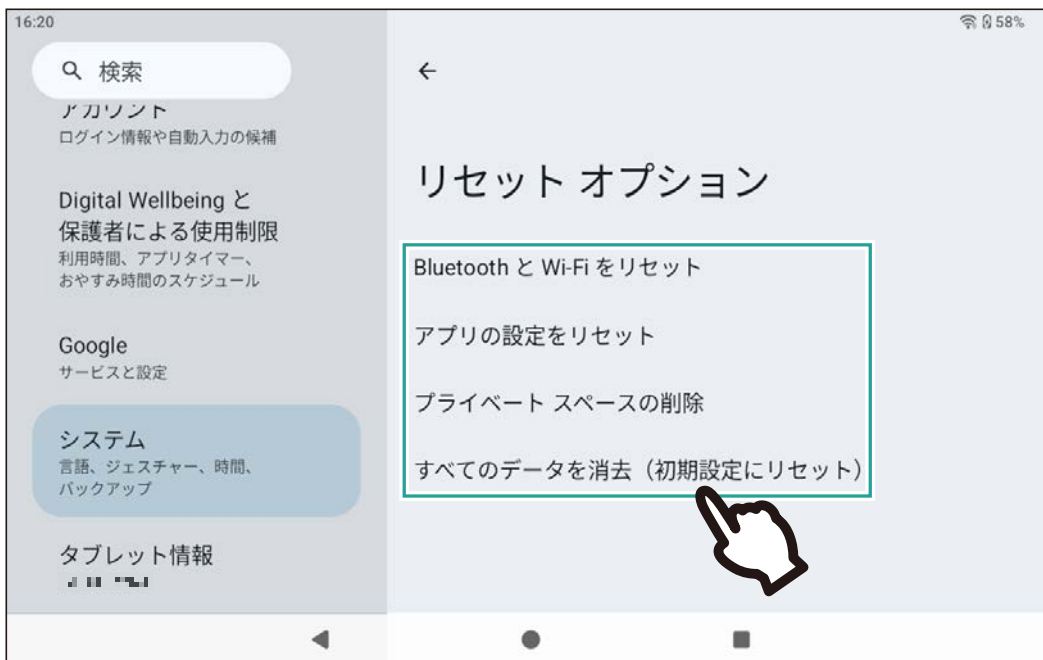 16:20
58%
検索
アカウント
ログイン情報や自動入力の候補
Digital Wellbeing と
保護者による使用制限
利用時間、アプリタイマー、
おやすみ時間のスケジュール
Google
サービスと設定
システム
言語、ジェスチャー、時間、
バックアップ
タブレット情報
リセット オプション
Bluetooth と Wi-Fi をリセット
アプリの設定をリセット
プライベート スペースの削除
すべてのデータを消去（初期設定にリセット）